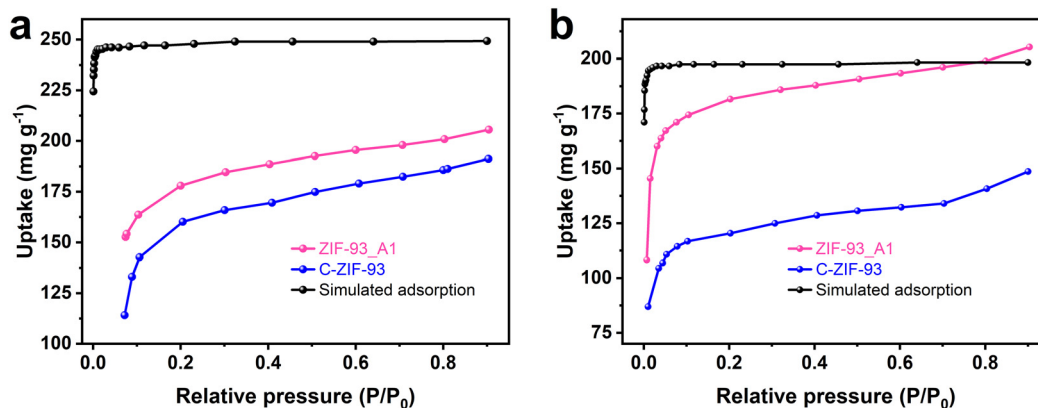 a
Uptake (mg g⁻¹)
250
225
200
175
150
125
100
0.0 0.2 0.4 0.6 0.8
Relative pressure (P/P₀)
ZIF-93_A1
C-ZIF-93
Simulated adsorption
b
Uptake (mg g⁻¹)
200
175
150
125
100
75
0.0 0.2 0.4 0.6 0.8
Relative pressure (P/P₀)
ZIF-93_A1
C-ZIF-93
Simulated adsorption